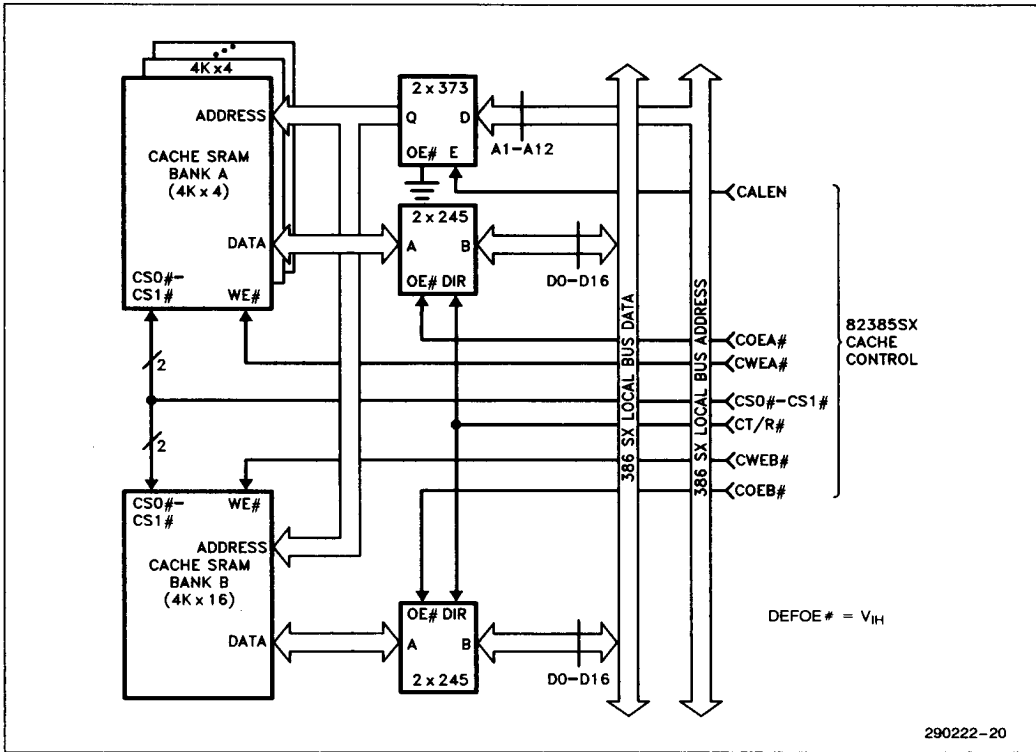 4K x 4
ADDRESS
CACHE SRAM
BANK A
(4K x 4)
DATA
CS0#-
CS1#
WE#
2 x 373
Q
D
OE#
E
A1-A12
2 x 245
A
B
OE#
DIR
D0-D16
2
2
CS0#-
CS1#
WE#
ADDRESS
CACHE SRAM
BANK B
(4K x 16)
DATA
OE#
DIR
A
B
2 x 245
D0-D16
386 SX LOCAL BUS DATA
386 SX LOCAL BUS ADDRESS
CALEN
COEA#
CWEA#
CS0#-CS1#
CT/R#
CWEB#
COEB#
82385SX
CACHE
CONTROL
DEFOE# = VIH
290222-20